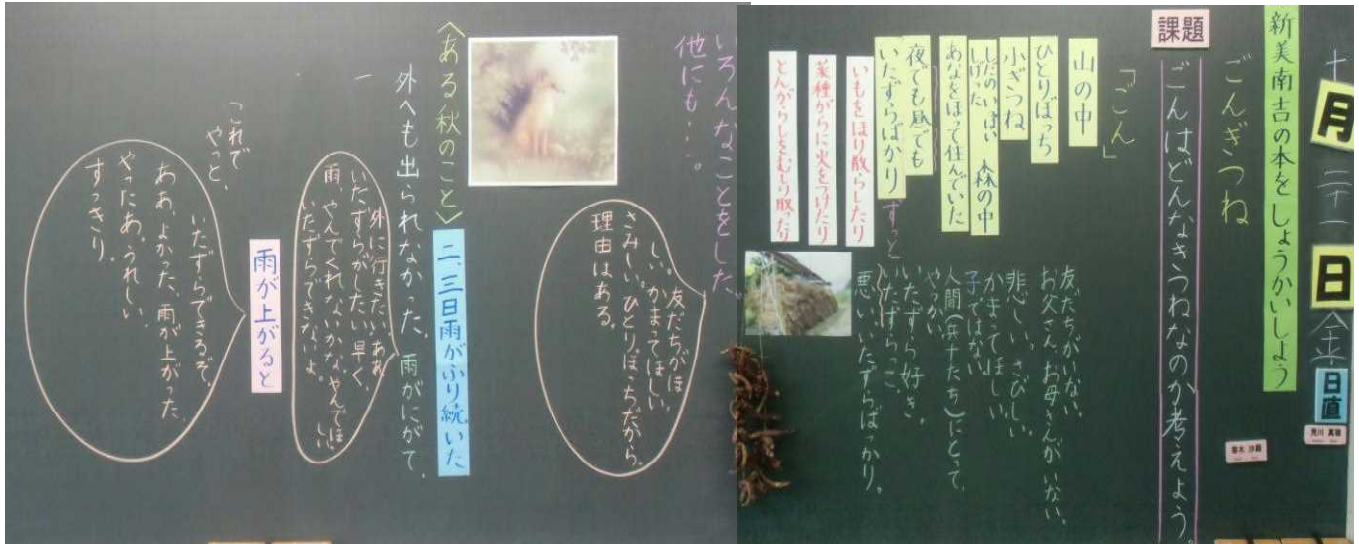 十月二十一日(土)日直
新美南吉の本をしょうかいしよう
ごんぎつね
課題
ごんはどんなきつねなのか考えよう。
「ごん」
山の中
ひとりぼっち
小ぎつね
しだのいっぱい
しげった
森の中
あなをほって住んでいた
夜でも昼でも
いたずらばかり
ずっと
いもをほり散らしたり
菜種がらに火をつけたり
とんがらしをむしり取ったり
友だちがいない。
お父さん、お母さんがいない。
悲しい。さびしい。
かまってほしい。
子ではない
人間(兵十たち)にとって、
やっかい
いたずら好き。
いたずらっこ。
悪い。いたずらばっかり。
いろんなことをした
他にも…。
友だちがほ
しい。かまってほしい。
さみしい。ひとりぼっちだから、
理由はある。
〈ある秋のこと〉
二、三日雨がふり続いた
外へも出られなかった。
雨がにがて。
外に行きたい。ああ
いたずらがしたい。早く、
雨、やんでくれないかな。やんでほしい。
いたずらできないよ。
雨が上がると
これで
やっと、
いたずらできるぞ。
ああ、よかった、雨が上がった。
やったあ。うれしい。
すっきり。